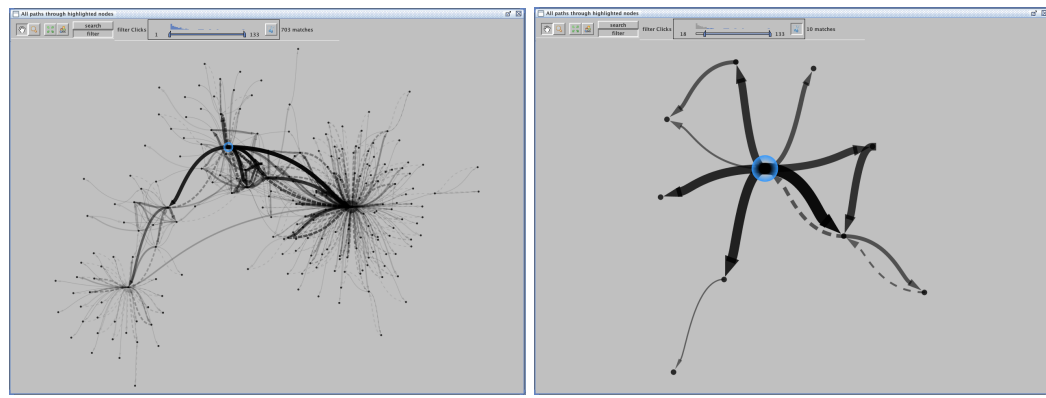 All paths through highlighted nodes
search
filter
filter Clicks
1
133
703 matches
All paths through highlighted nodes
search
filter
filter Clicks
18
133
10 matches